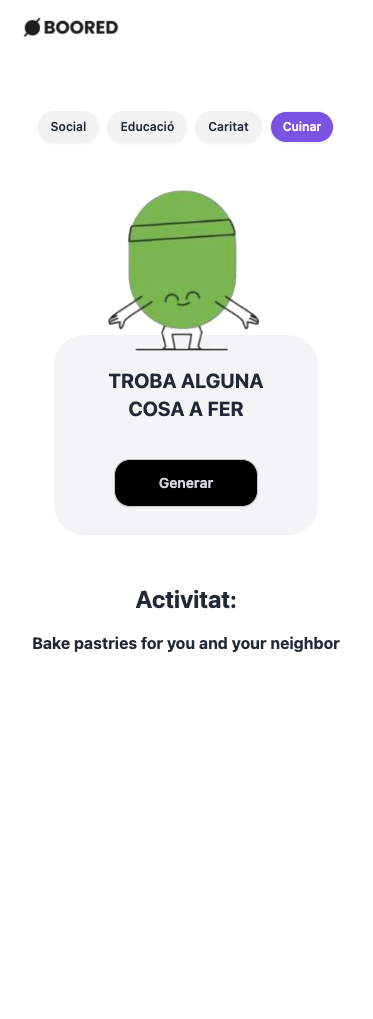 BOORED
Social Educació Caritat Cuinar
TROBA ALGUNA
COSA A FER
Generar
Activitat:
Bake pastries for you and your neighbor